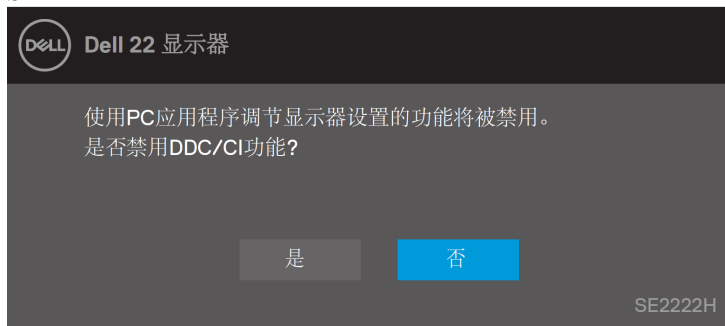 DELL
Dell 22 显示器
使用PC应用程序调节显示器设置的功能将被禁用。
是否禁用DDC/CI功能?
是
否
SE2222H